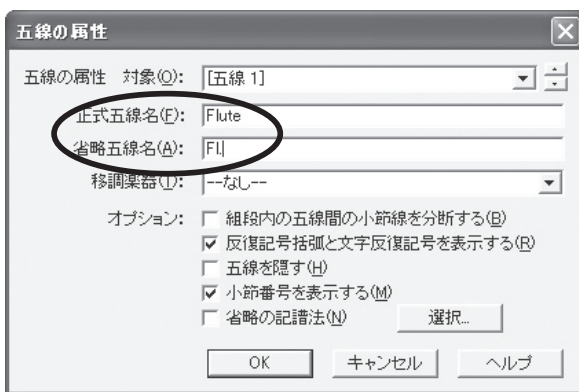 五線の属性
五線の属性 対象(O): [五線 1]
正式五線名(F): Flute
省略五線名(A): Fl.
移調楽器(T): --なし--
オプション: 組段内の五線間の小節線を分断する(B)
反復記号括弧と文字反復記号を表示する(R)
五線を隠す(H)
小節番号を表示する(M)
省略の記譜法(N) 選択...
OK キャンセル ヘルプ